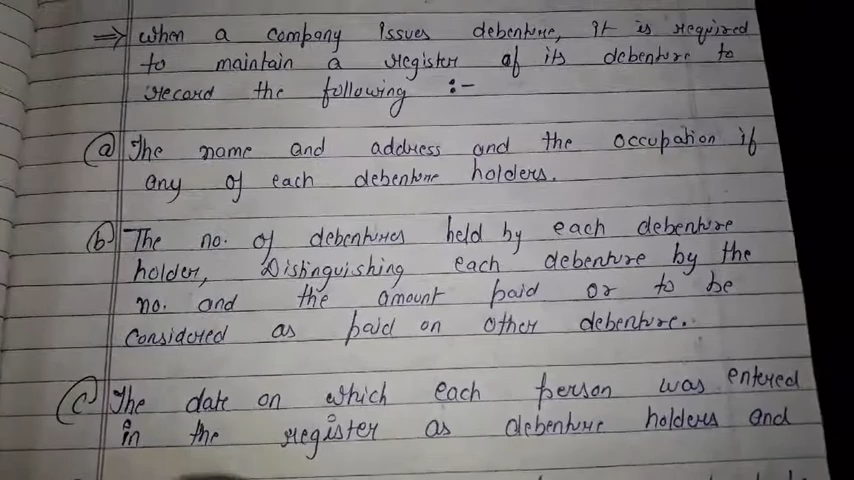 ⇒ When a company Issues debenture, It is required
to maintain a register of its debenture to
record the following :-
(a) The name and address and the occupation if
any of each debenture holders.
(b) The no. of debentures held by each debenture
holder, Distinguishing each debenture by the
no. and the amount paid or to be
Considered as paid on other debenture.
(c) The date on which each person was entered
in the register as debenture holders and